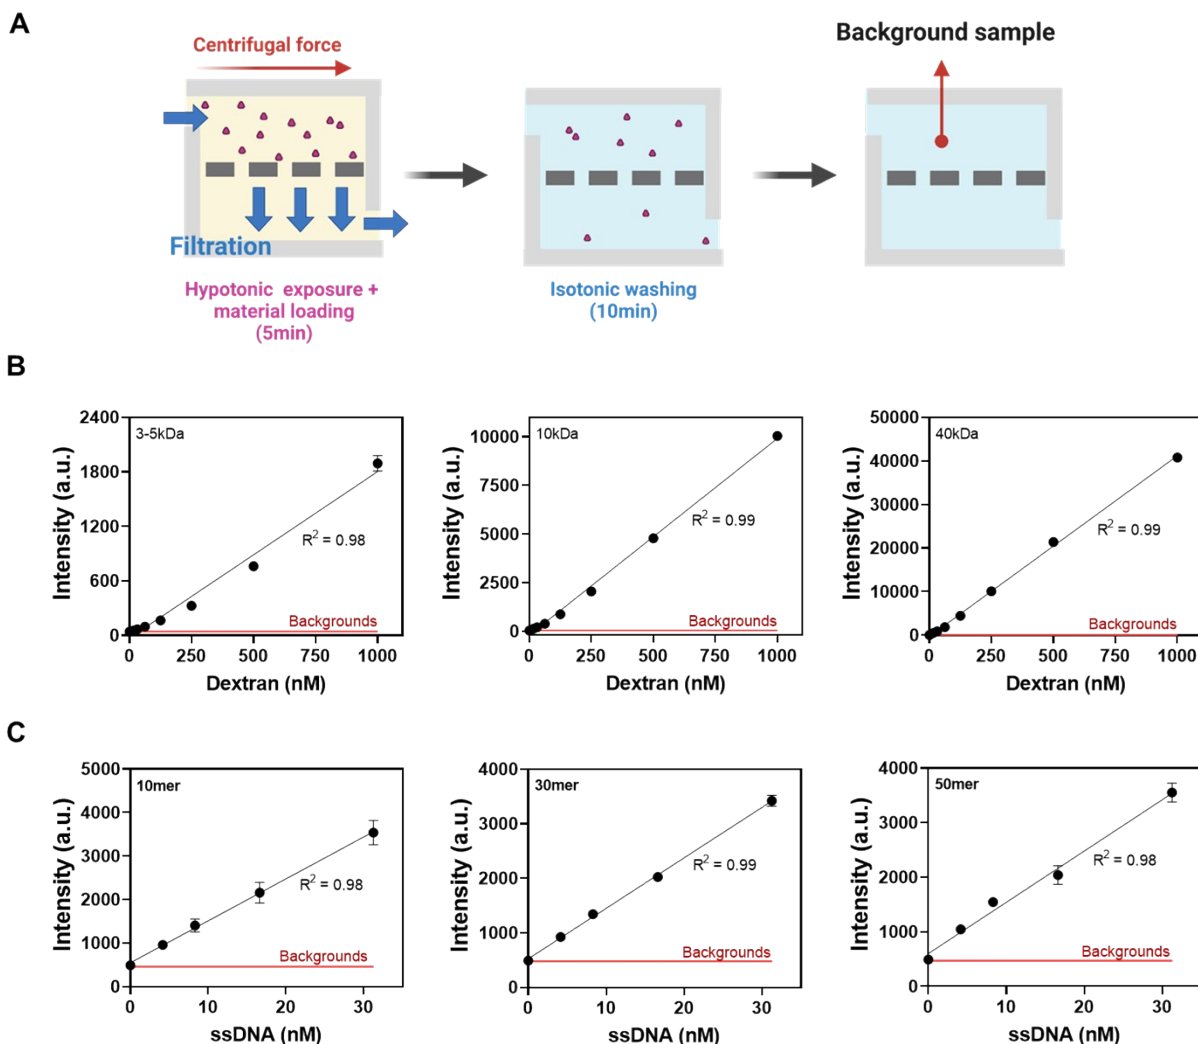 A
Centrifugal force
Background sample
Filtration
Hypotonic exposure +
material loading
(5min)
Isotonic washing
(10min)
B
3-5kDa
Intensity (a.u.)
2400
1800
1200
600
0
R² = 0.98
Backgrounds
0 250 500 750 1000
Dextran (nM)
10kDa
Intensity (a.u.)
10000
7500
5000
2500
0
R² = 0.99
Backgrounds
0 250 500 750 1000
Dextran (nM)
40kDa
Intensity (a.u.)
50000
40000
30000
20000
10000
0
R² = 0.99
Backgrounds
0 250 500 750 1000
Dextran (nM)
C
10mer
Intensity (a.u.)
5000
4000
3000
2000
1000
0
R² = 0.98
Backgrounds
0 10 20 30
ssDNA (nM)
30mer
Intensity (a.u.)
4000
3000
2000
1000
0
R² = 0.99
Backgrounds
0 10 20 30
ssDNA (nM)
50mer
Intensity (a.u.)
4000
3000
2000
1000
0
R² = 0.98
Backgrounds
0 10 20 30
ssDNA (nM)